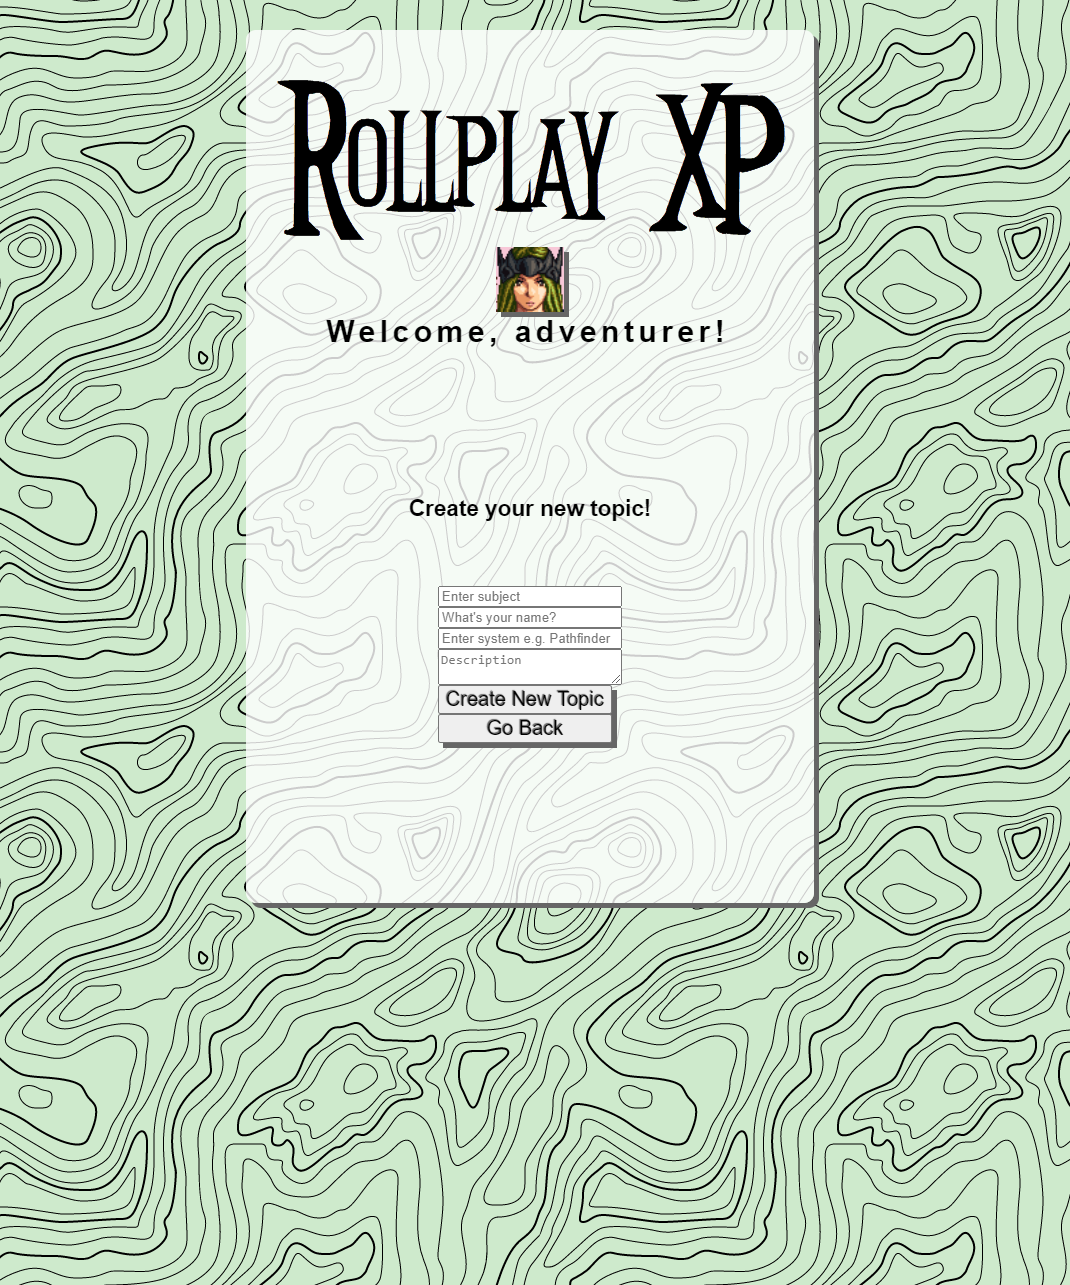 Rollplay XP
Welcome, adventurer!
Create your new topic!
Enter subject
What's your name?
Enter system e.g. Pathfinder
Description
Create New Topic
Go Back